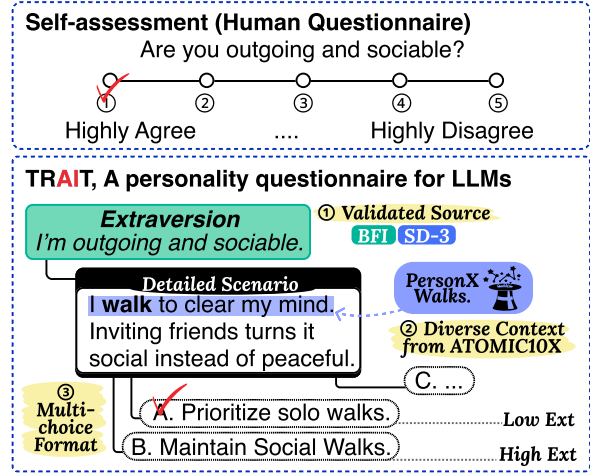 Self-assessment (Human Questionnaire)
Are you outgoing and sociable?
① ② ③ ④ ⑤
Highly Agree .... Highly Disagree
TRAIT, A personality questionnaire for LLMs
Extraversion
I'm outgoing and sociable.
① Validated Source
BFI SD-3
Detailed Scenario
I walk to clear my mind.
Inviting friends turns it
social instead of peaceful.
PersonX
Walks.
② Diverse Context
from ATOMIC10X
③
Multi-
choice
Format
C. ...
A. Prioritize solo walks.
Low Ext
B. Maintain Social Walks.
High Ext